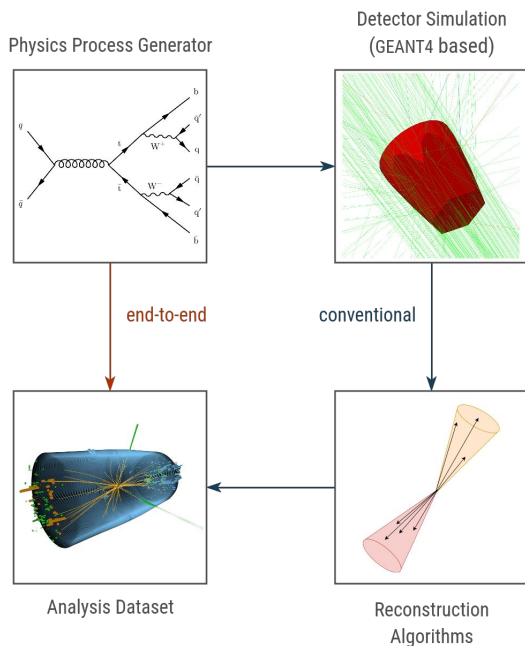 Detector Simulation
Physics Process Generator
(GEANT4 based)
b
q
q'
t
W⁺
q
W⁻
q̄
t̄
q'
q̄
b̄
end-to-end
conventional
Analysis Dataset
Reconstruction
Algorithms